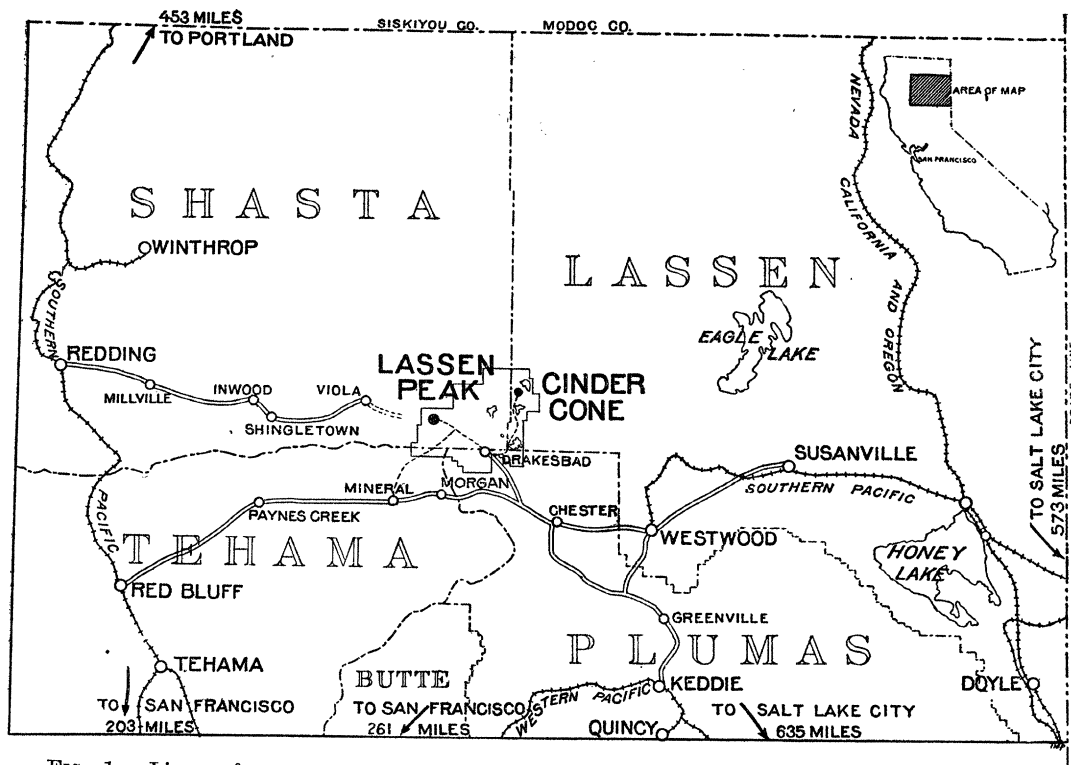 453 MILES
TO PORTLAND
SISKIYOU CO.
MODOC CO.
NEVADA
CALIFORNIA
AND OREGON
AREA OF MAP
SAN FRANCISCO
SHASTA
WINTHROP
LASSEN
EAGLE
LAKE
SOUTHERN
REDDING
MILLVILLE
INWOOD
SHINGLETOWN
VIOLA
LASSEN
PEAK
CINDER
CONE
DRAKESBAD
SUSANVILLE
SOUTHERN PACIFIC
TO SALT LAKE CITY
573 MILES
PACIFIC
MINERAL
MORGAN
PAYNES CREEK
CHESTER
WESTWOOD
TEHAMA
HONEY
LAKE
RED BLUFF
GREENVILLE
PLUMAS
TEHAMA
BUTTE
WESTERN PACIFIC
KEDDIE
DOYLE
TO SAN FRANCISCO
203 MILES
TO SAN FRANCISCO
261 MILES
QUINCY
TO SALT LAKE CITY
635 MILES